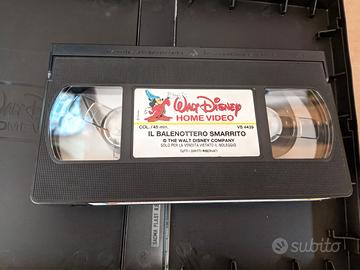 Walt Disney
HOME VIDEO
COL./45 min.
VS 4439
IL BALENOTTERO SMARRITO
© THE WALT DISNEY COMPANY
SOLO PER LA VENDITA VIETATO IL NOLEGGIO
TUTTI I DIRITTI RISERVATI
subito